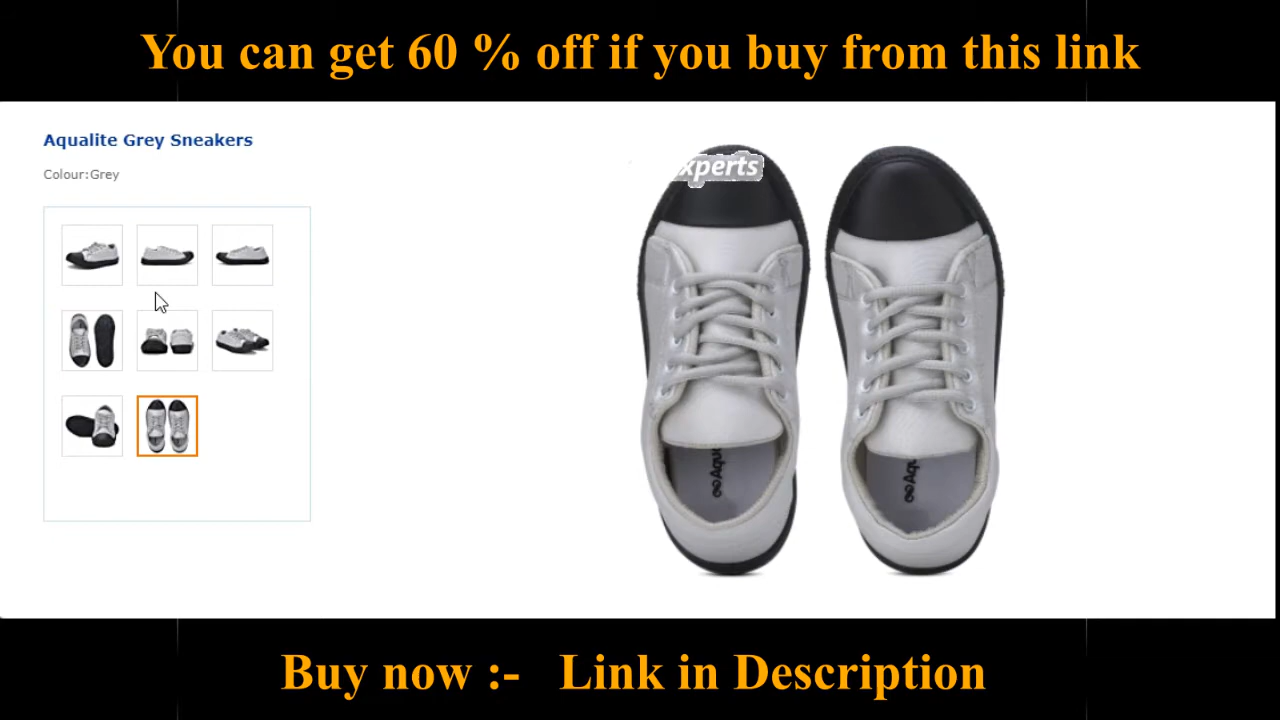 You can get 60 % off if you buy from this link
Aqualite Grey Sneakers
Colour:Grey
xperts
Buy now :-   Link in Description